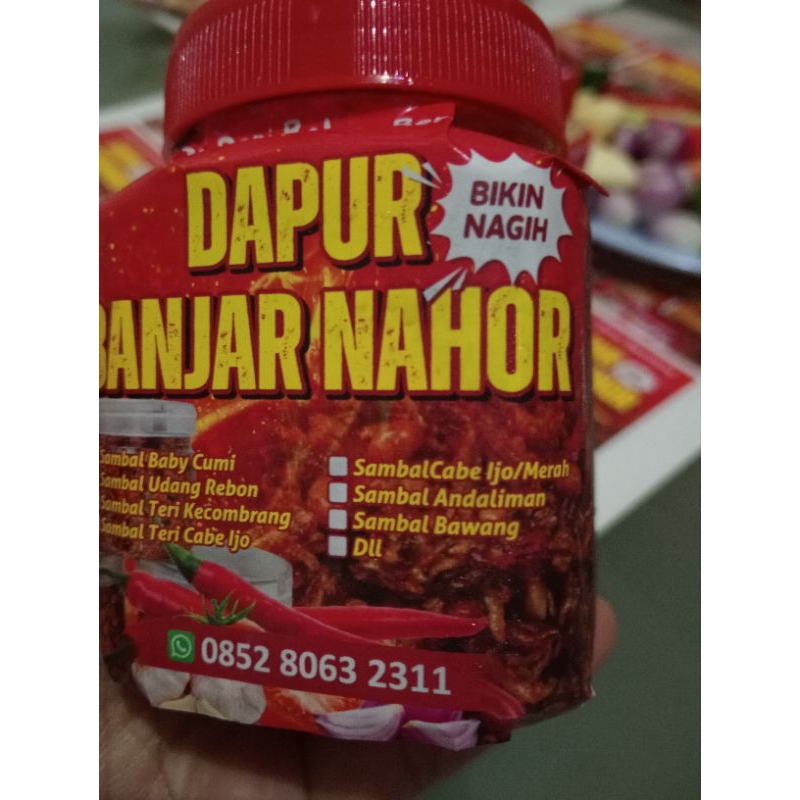 DAPUR
BIKIN
NAGIH
BANJAR NAHOR
Sambal Baby Cumi
Sambal Udang Rebon
Sambal Teri Kecombrang
Sambal Teri Cabe Ijo
SambalCabe Ijo/Merah
Sambal Andaliman
Sambal Bawang
Dll
0852 8063 2311